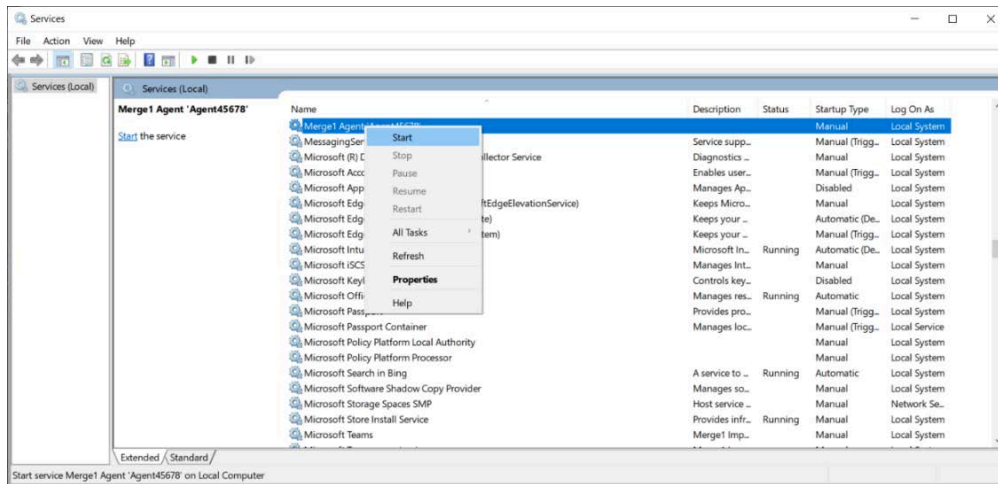 Services
File Action View Help
Services (Local)
Services (Local)
Merge1 Agent 'Agent45678'
Start the service
Name Description Status Startup Type Log On As
Merge1 Agent 'Agent45678' Manual Local System
MessagingSer Service supp... Manual (Trigg... Local System
Microsoft (R) D llector Service Diagnostics ... Manual Local System
Microsoft Acc Enables user... Manual (Trigg... Local System
Microsoft App Manages Ap... Disabled Local System
Microsoft Edg ftEdgeElevationService) Keeps Micro... Manual Local System
Microsoft Edg te) Keeps your ... Automatic (De... Local System
Microsoft Edg tem) Keeps your ... Manual (Trigg... Local System
Microsoft Intu Microsoft In... Running Automatic (De... Local System
Microsoft iSCS Manages Int... Manual Local System
Microsoft Keyl Controls key... Disabled Local System
Microsoft Offi Manages res... Running Automatic Local System
Microsoft Passport Provides pro... Manual (Trigg... Local System
Microsoft Passport Container Manages loc... Manual (Trigg... Local Service
Microsoft Policy Platform Local Authority Manual Local System
Microsoft Policy Platform Processor Manual Local System
Microsoft Search in Bing A service to ... Running Automatic Local System
Microsoft Software Shadow Copy Provider Manages so... Manual Local System
Microsoft Storage Spaces SMP Host service ... Manual Network Se...
Microsoft Store Install Service Provides infr... Running Manual Local System
Microsoft Teams Merge1 Imp... Manual Local System
Start
Stop
Pause
Resume
Restart
All Tasks
Refresh
Properties
Help
Extended Standard
Start service Merge1 Agent 'Agent45678' on Local Computer